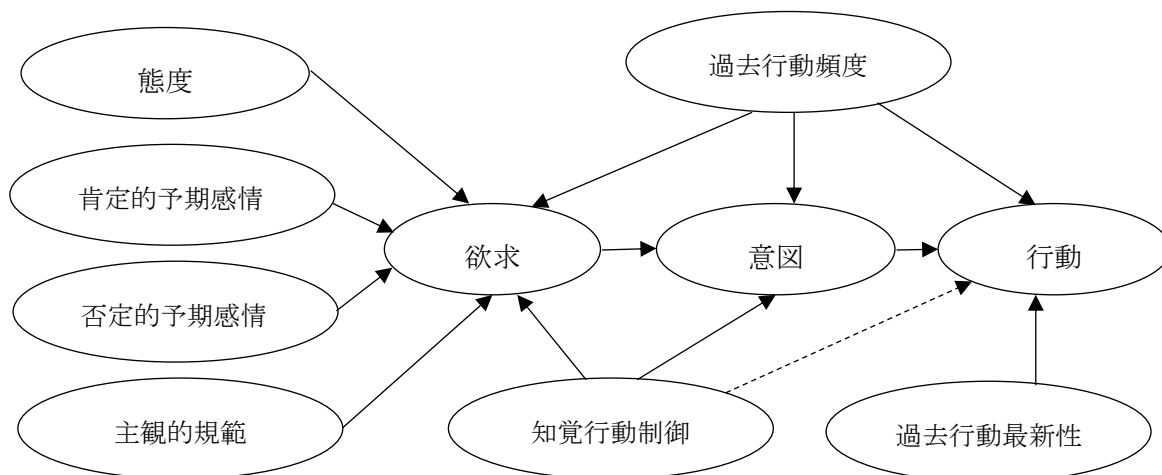 態度
過去行動頻度
肯定的予期感情
欲求
意図
行動
否定的予期感情
主観的規範
知覚行動制御
過去行動最新性